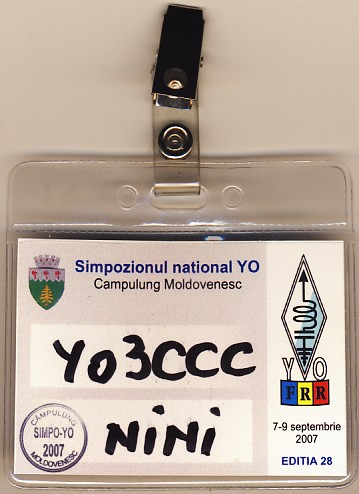 Simpozionul national YO
Campulung Moldovenesc
YO3CCC
NiNi
CÂMPULUNG
SIMPO-YO
2007
MOLDOVENESC
YO
FRR
7-9 septembrie
2007
EDITIA 28